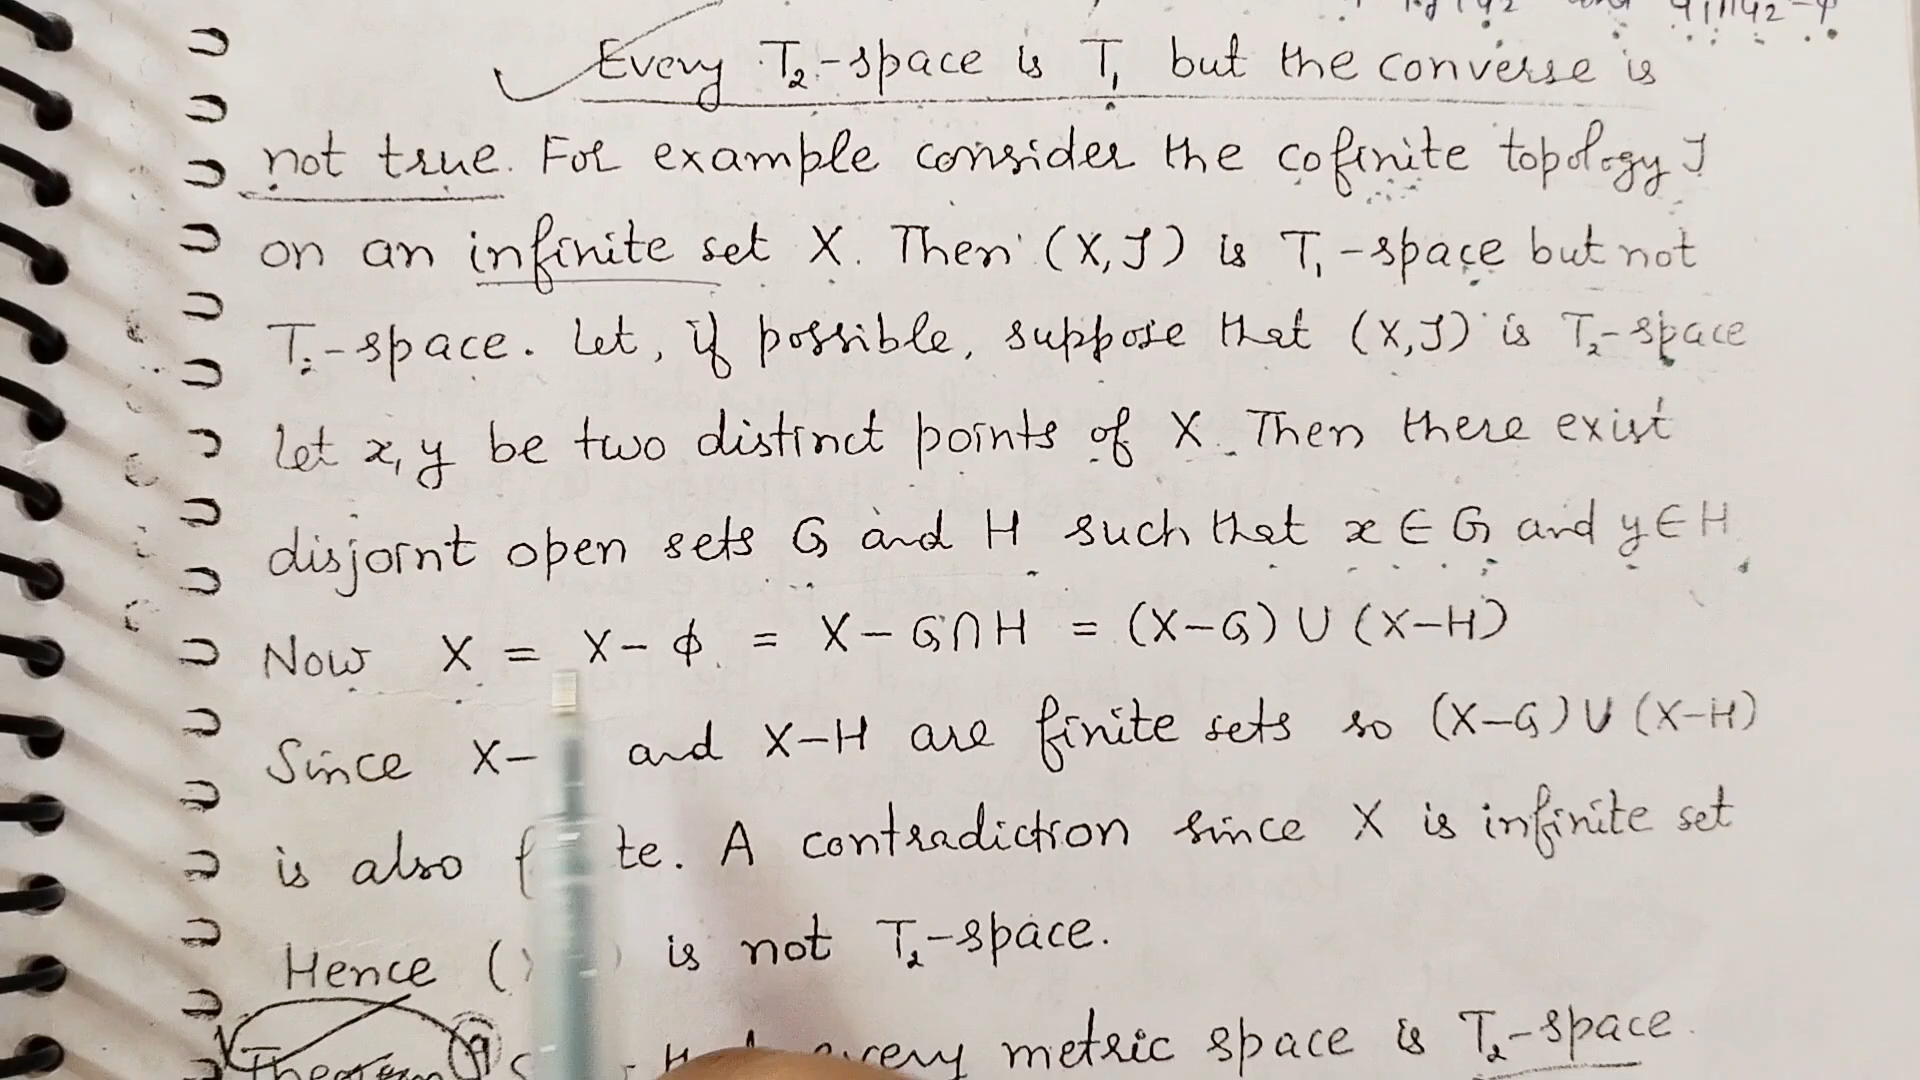 Every T₂-space is T₁ but the converse is
not true. For example consider the cofinite topology J
on an infinite set X. Then (X, J) is T₁-space but not
T₂-space. Let, if possible, suppose that (X, J) is T₂-space
let x, y be two distinct points of X. Then there exist
disjoint open sets G and H such that x ∈ G and y ∈ H
Now X = X - ϕ = X - G∩H = (X-G) ∪ (X-H)
Since X- and X-H are finite sets so (X-G) ∪ (X-H)
is also te. A contradiction since X is infinite set
Hence ( ) is not T₂-space.
Theorem 9 every metric space is T₂-space.